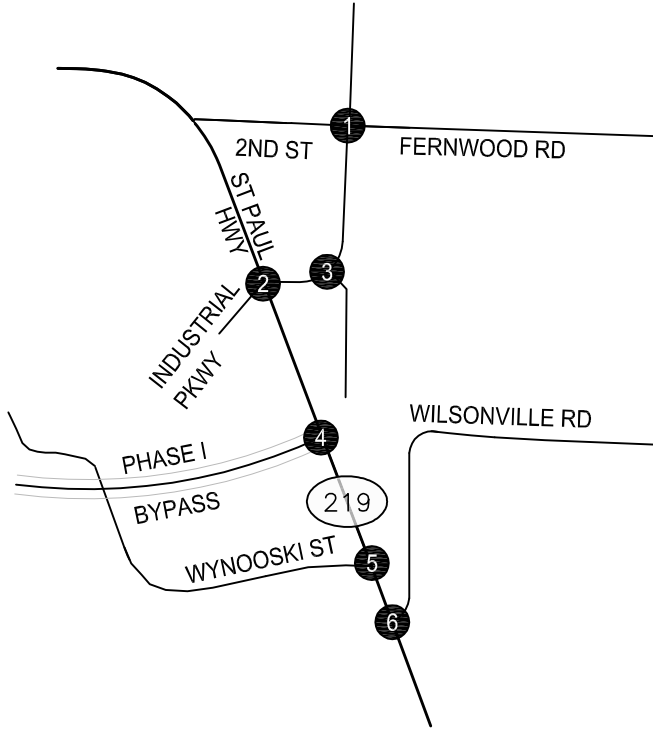 1
2ND ST
FERNWOOD RD
ST PAUL
HWY
2
3
INDUSTRIAL
PKWY
WILSONVILLE RD
4
PHASE I
BYPASS
219
WYNOOSKI ST
5
6